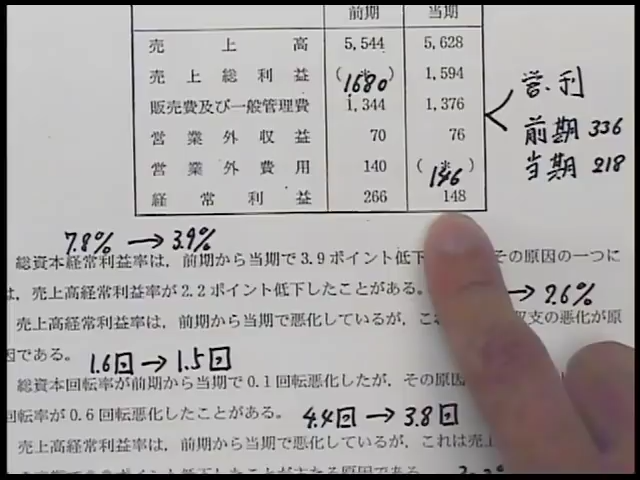 前期 当期
売上高 5,544 5,628
売上総利益 ( 1680 ) 1,594
販売費及び一般管理費 1,344 1,376
営業外収益 70 76
営業外費用 140 ( 146 )
経常利益 266 148
営・利
前期 336
当期 218
7.8% → 3.9%
総資本経常利益率は，前期から当期で 3.9 ポイント低下 その原因の一つに
は，売上高経常利益率が 2.2 ポイント低下したことがある。 → 2.6%
売上高経常利益率は，前期から当期で悪化しているが，これ 収支の悪化が原
因である。 1.6回 → 1.5回
総資本回転率が前期から当期で 0.1 回転悪化したが，その原因
回転率が 0.6 回転悪化したことがある。 4.4回 → 3.8回
売上高経常利益率は，前期から当期で悪化しているが，これは売上